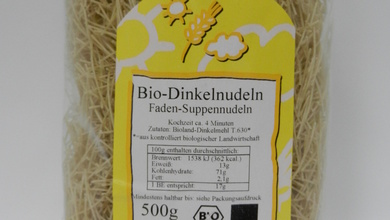 Bio-Dinkelnudeln
Faden-Suppennudeln
Kochzeit ca. 4 Minuten
Zutaten: Bioland-Dinkelmehl T.630*
*=aus kontrolliert biologischer Landwirtschaft
100g enthalten durchschnittlich
Brennwert 1538 kJ (362 kcal)
Eiweiß: 13g
Kohlenhydrate: 71g
Fett: 2,1g
1 BE entspricht 17g
Mindestens haltbar bis: siehe Packungsaufdruck
500g BIO